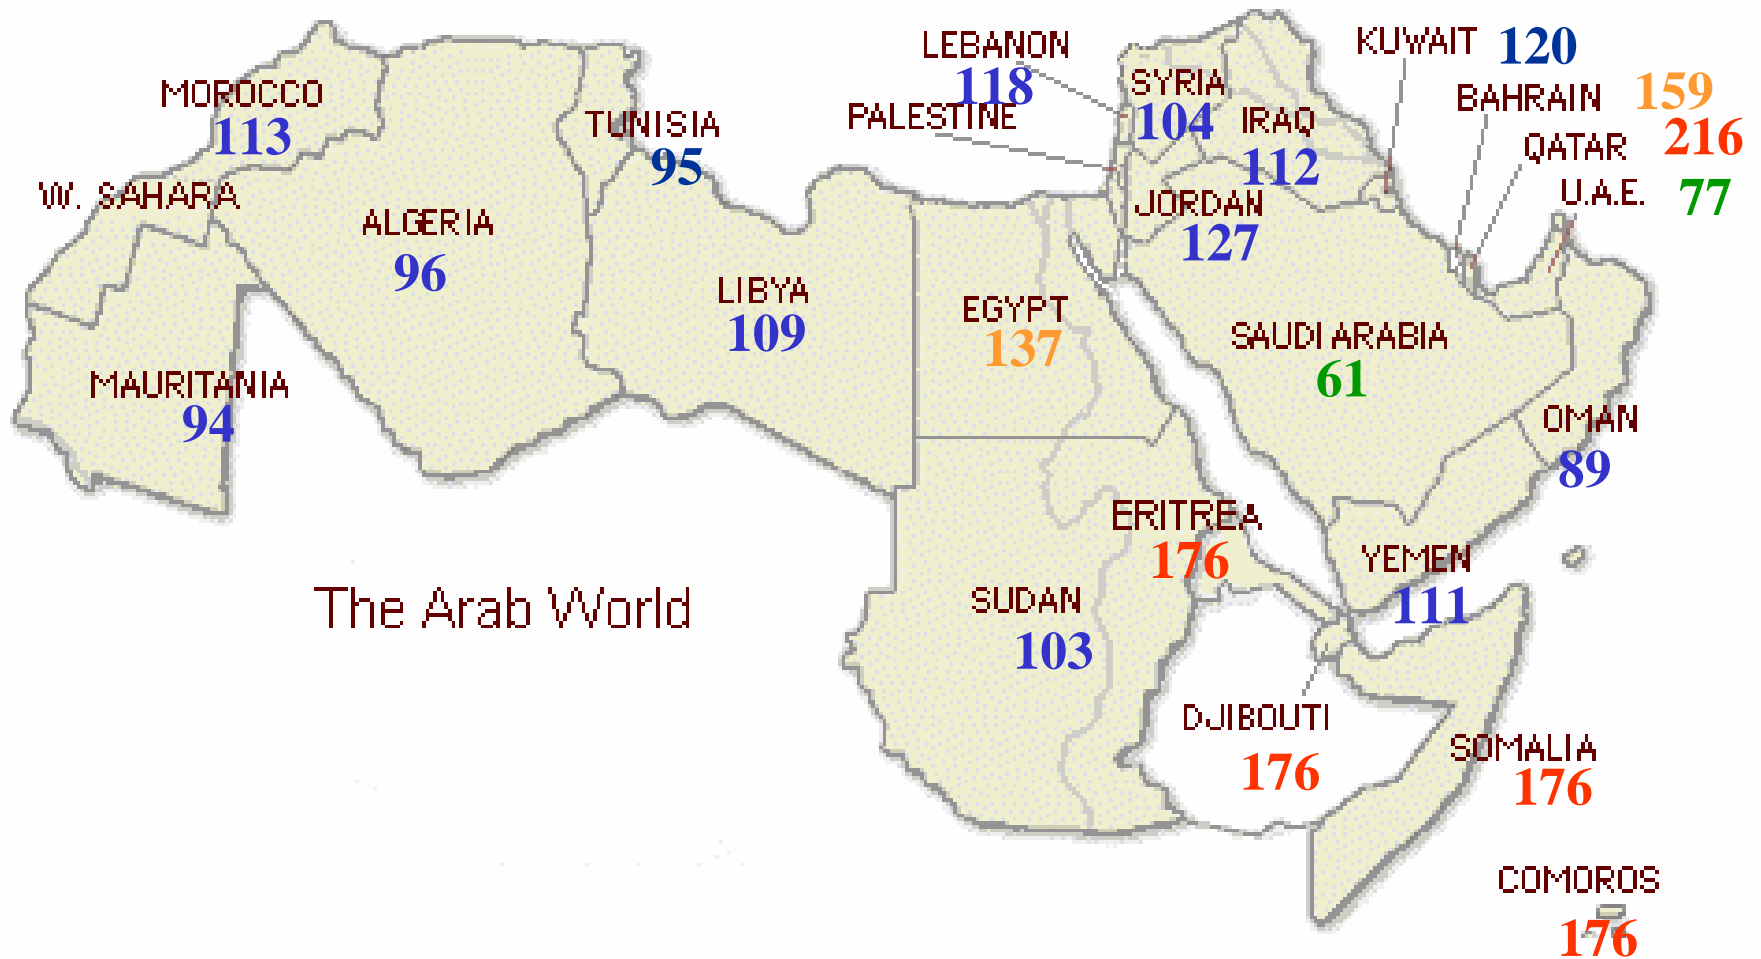 LEBANON
118
KUWAIT 120
SYRIA
104
MOROCCO
113
BAHRAIN 159
PALESTINE
IRAQ
112
TUNISIA
95
QATAR 216
U.A.E. 77
W. SAHARA
ALGERIA
96
JORDAN
127
LIBYA
109
EGYPT
137
SAUDI ARABIA
61
MAURITANIA
94
OMAN
89
ERITREA
176
YEMEN
111
The Arab World
SUDAN
103
DJIBOUTI
176
SOMALIA
176
COMOROS
176